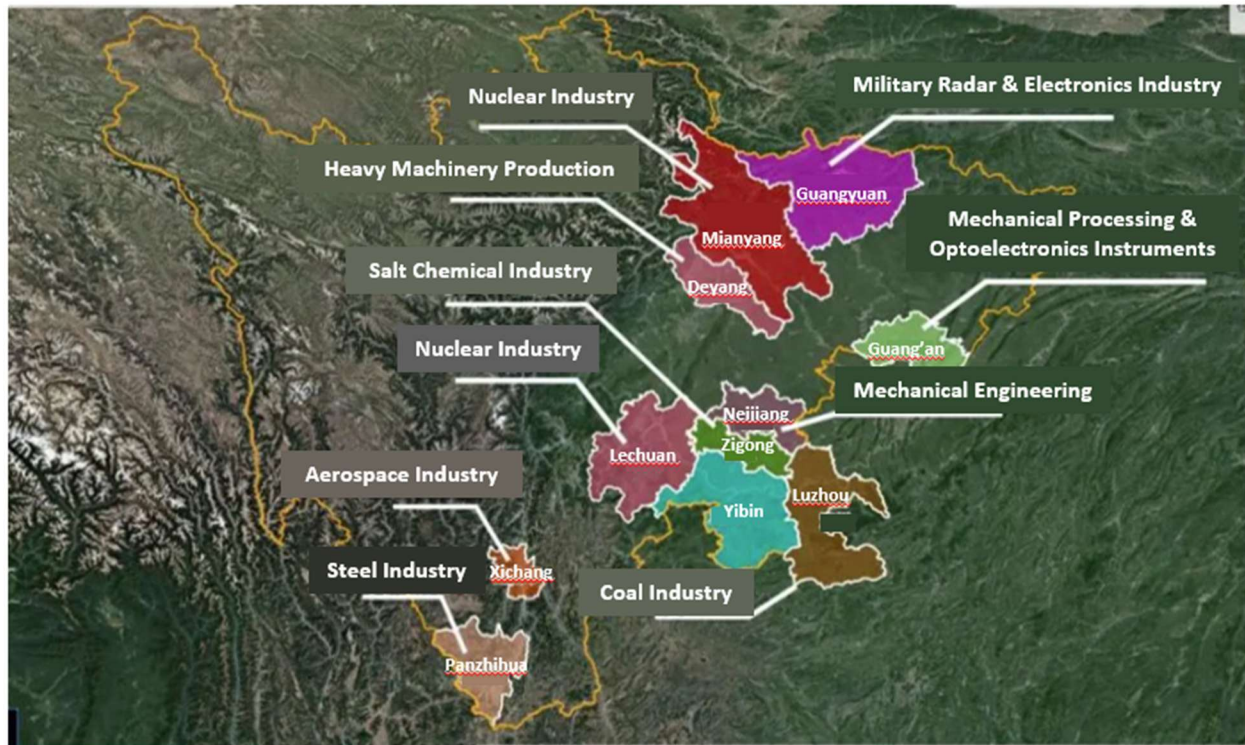 Nuclear Industry
Military Radar & Electronics Industry
Heavy Machinery Production
Guangyuan
Mechanical Processing &
Optoelectronics Instruments
Mianyang
Salt Chemical Industry
Deyang
Nuclear Industry
Guang'an
Mechanical Engineering
Neijiang
Zigong
Lechuan
Aerospace Industry
Luzhou
Yibin
Steel Industry
Xichang
Coal Industry
Panzhihua